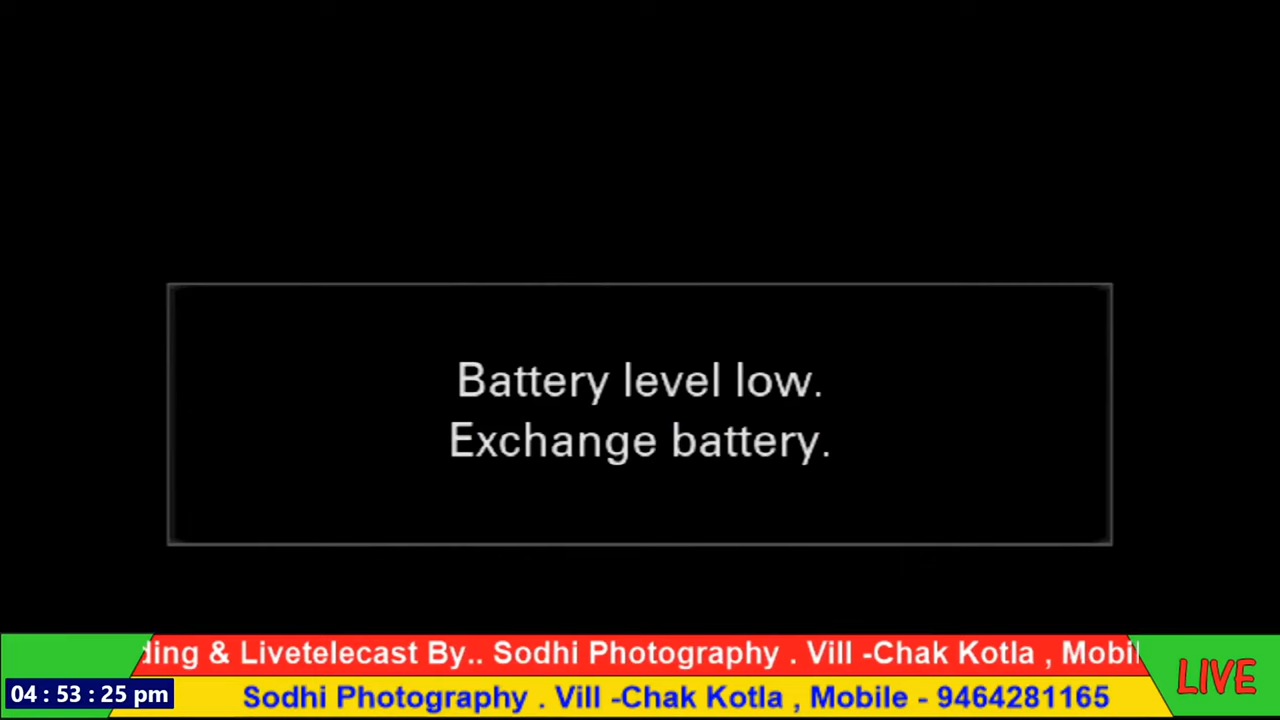 Battery level low.
Exchange battery.
ding & Livetelecast By.. Sodhi Photography . Vill -Chak Kotla , Mobil
LIVE
04 : 53 : 25 pm
Sodhi Photography . Vill -Chak Kotla , Mobile - 9464281165